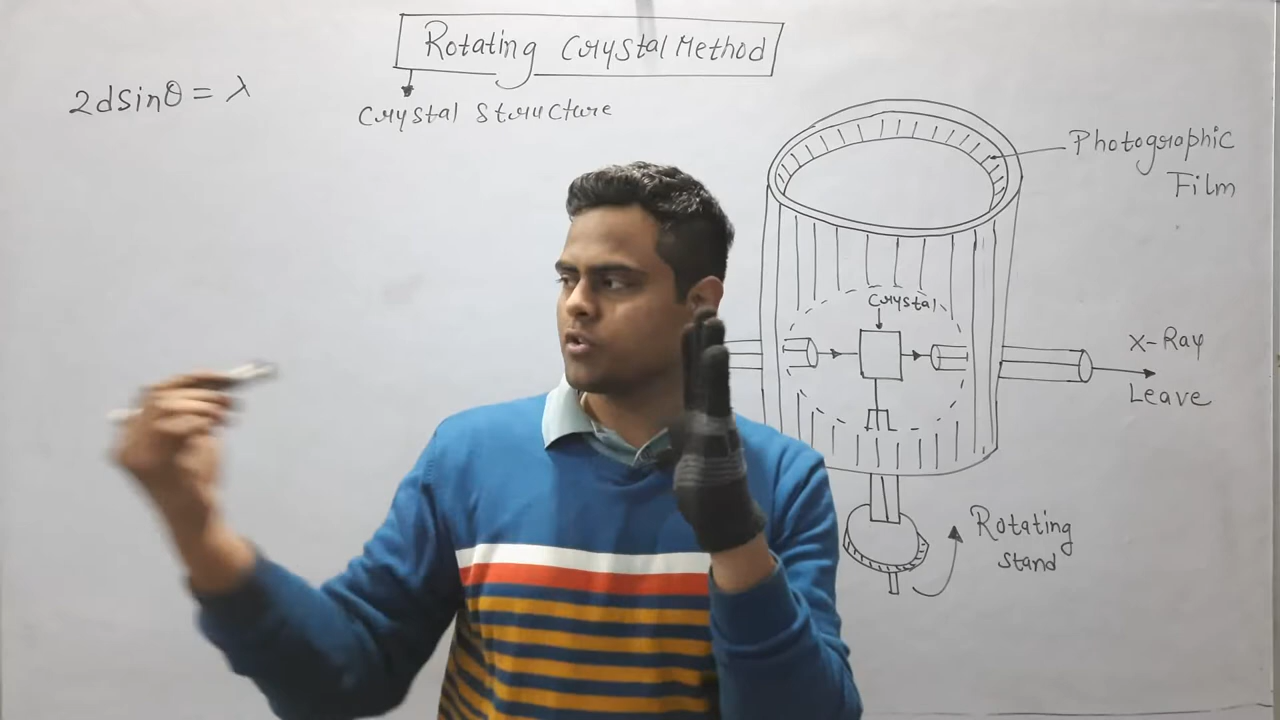 Rotating Crystal Method
2dSinθ = λ
Crystal Structure
Photographic
Film
Crystal
X-Ray
Leave
Rotating
Stand